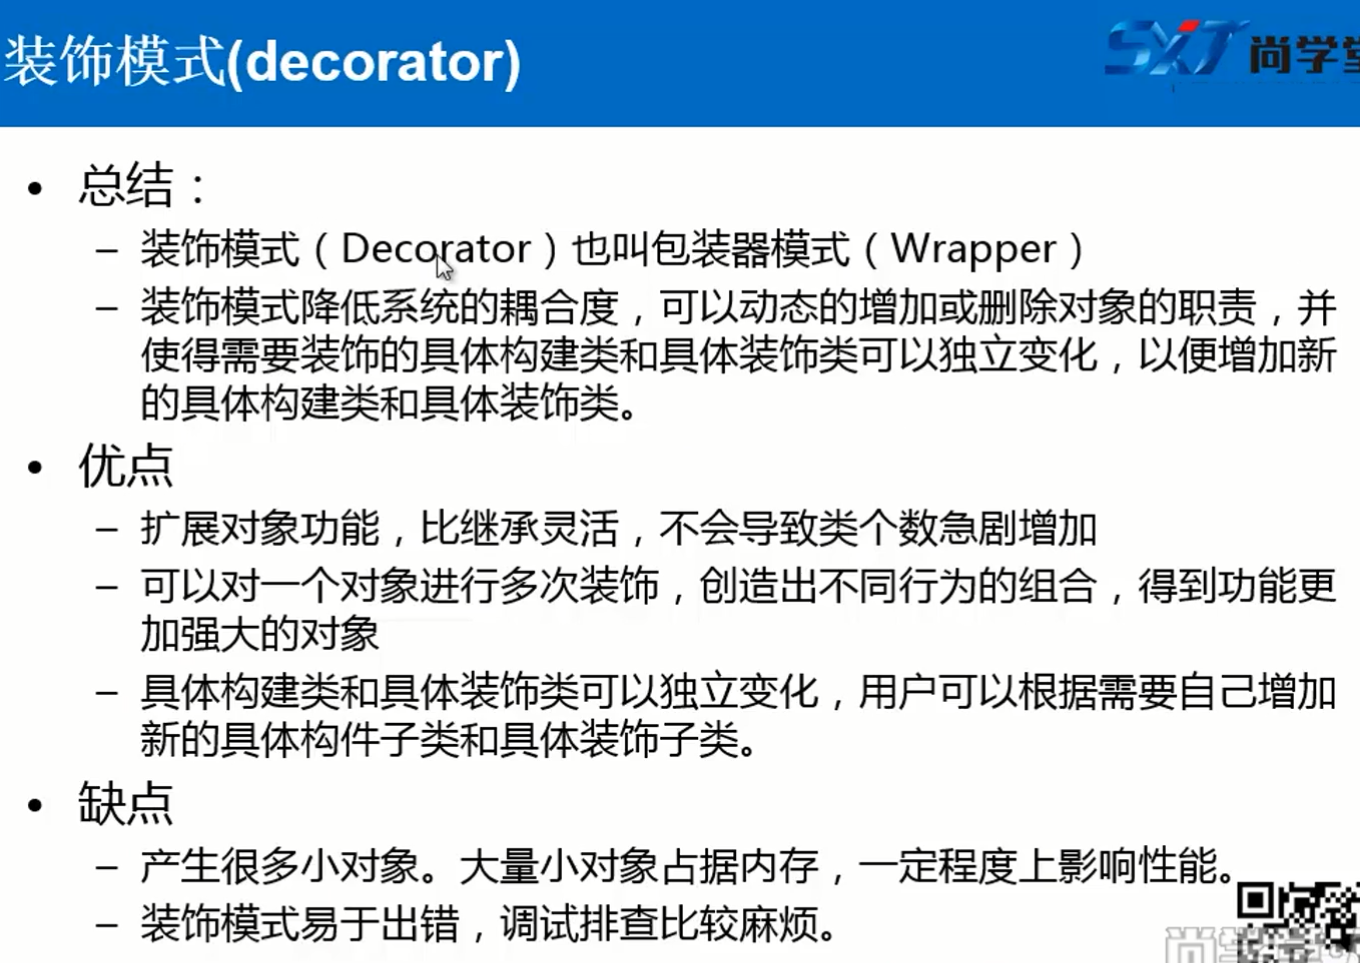 装饰模式(decorator)
SXT 尚学堂
• 总结：
– 装饰模式（Decorator）也叫包装器模式（Wrapper）
– 装饰模式降低系统的耦合度，可以动态的增加或删除对象的职责，并
使得需要装饰的具体构建类和具体装饰类可以独立变化，以便增加新
的具体构建类和具体装饰类。
• 优点
– 扩展对象功能，比继承灵活，不会导致类个数急剧增加
– 可以对一个对象进行多次装饰，创造出不同行为的组合，得到功能更
加强大的对象
– 具体构建类和具体装饰类可以独立变化，用户可以根据需要自己增加
新的具体构件子类和具体装饰子类。
• 缺点
– 产生很多小对象。大量小对象占据内存，一定程度上影响性能。
– 装饰模式易于出错，调试排查比较麻烦。